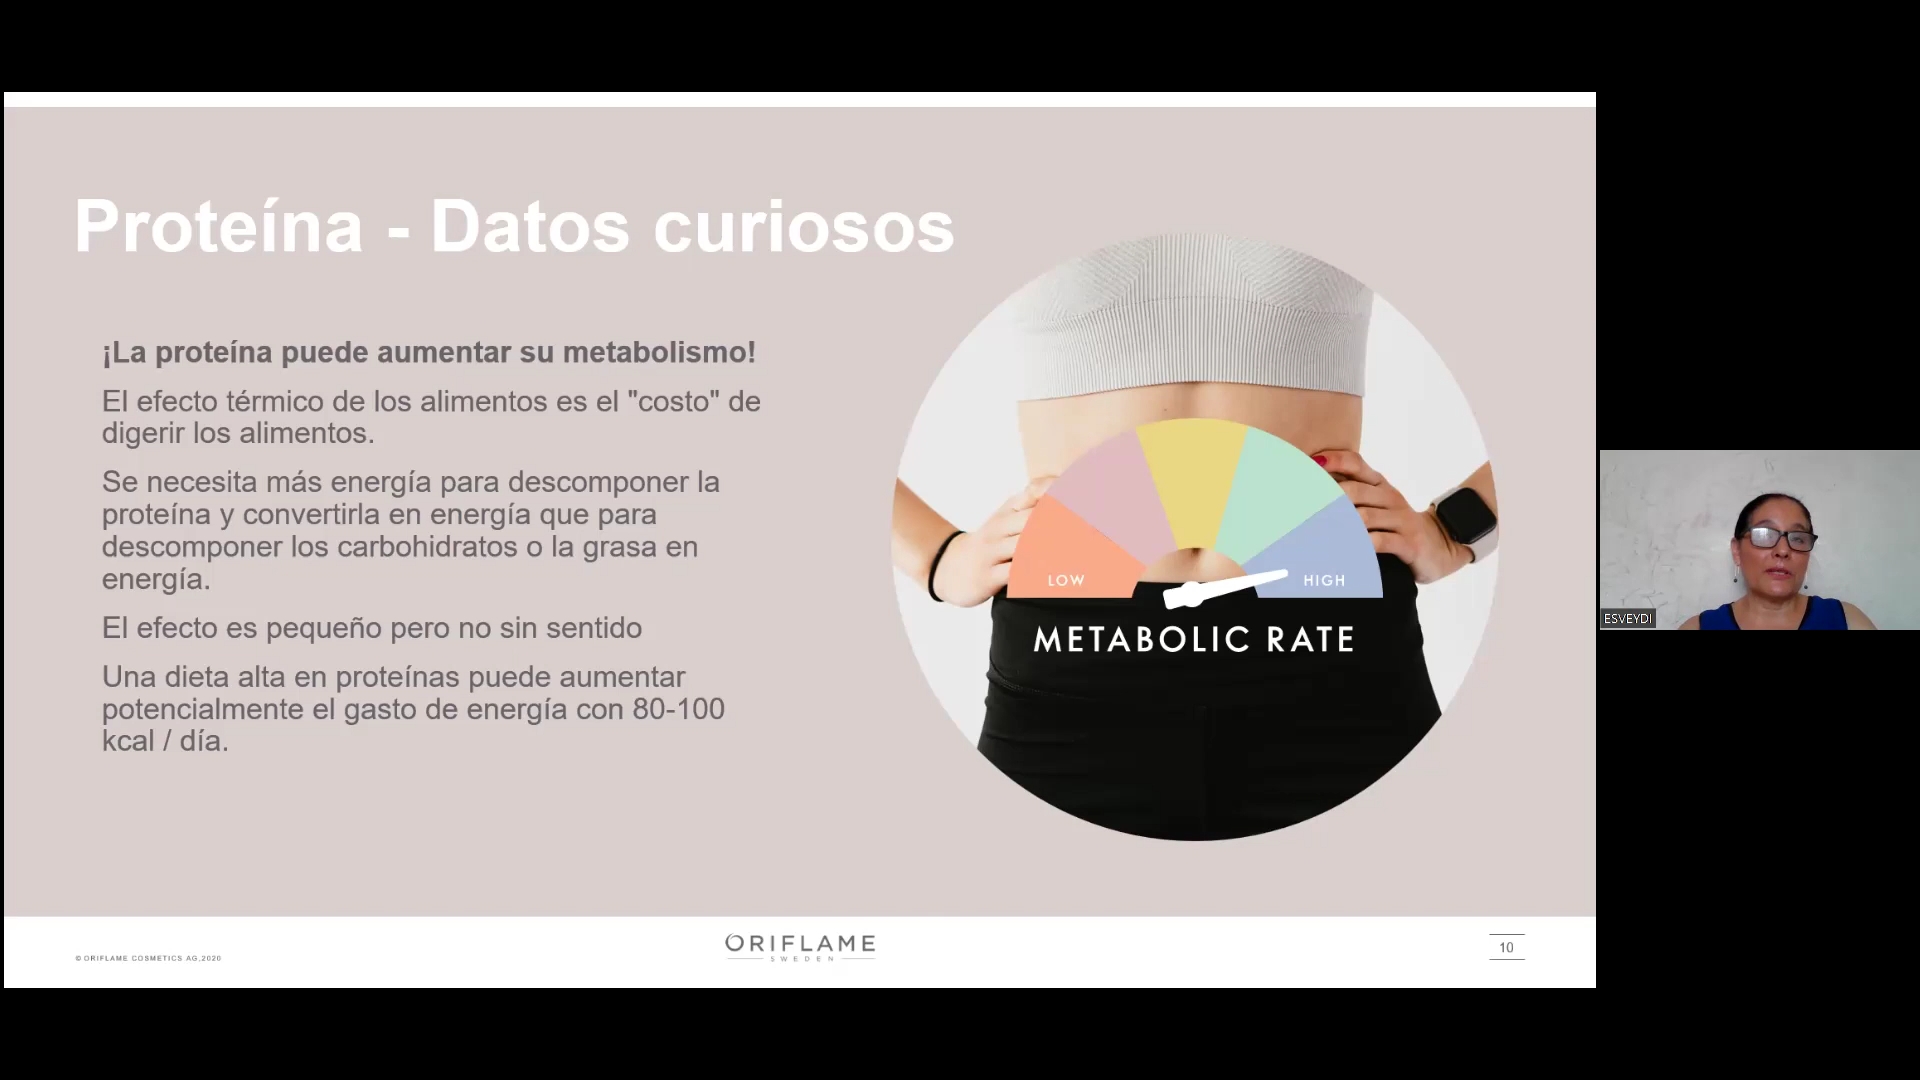 Proteína - Datos curiosos
¡La proteína puede aumentar su metabolismo!
El efecto térmico de los alimentos es el "costo" de
digerir los alimentos.
Se necesita más energía para descomponer la
proteína y convertirla en energía que para
descomponer los carbohidratos o la grasa en
energía.
El efecto es pequeño pero no sin sentido
Una dieta alta en proteínas puede aumentar
potencialmente el gasto de energía con 80-100
kcal / día.
LOW
HIGH
METABOLIC RATE
ESVEYDI
© ORIFLAME COSMETICS AG,2020
ORIFLAME
SWEDEN
10